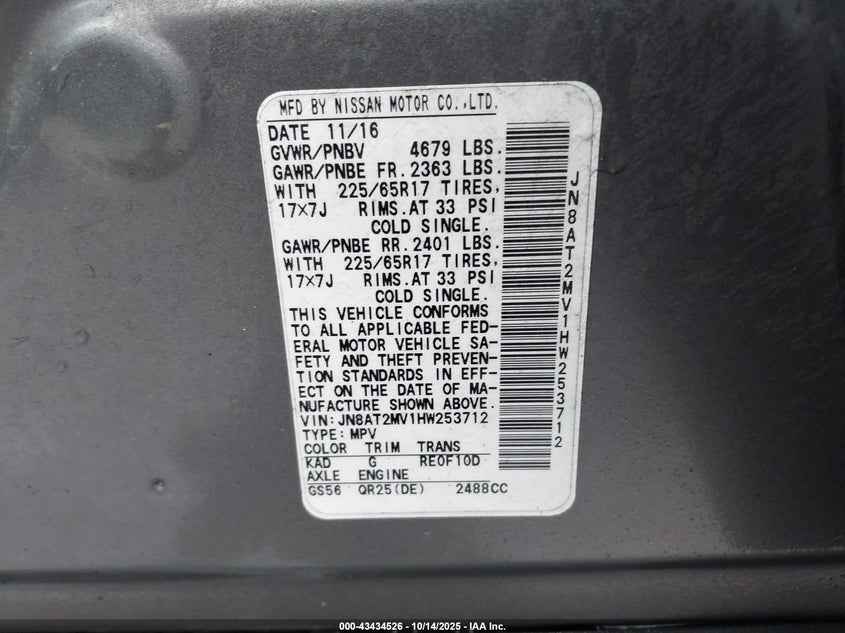 MFD BY NISSAN MOTOR CO.,LTD.
DATE 11/16
GVWR/PNBV 4679 LBS.
GAWR/PNBE FR. 2363 LBS.
WITH 225/65R17 TIRES,
17×7J RIMS.AT 33 PSI
COLD SINGLE.
GAWR/PNBE RR. 2401 LBS.
WITH 225/65R17 TIRES,
17×7J RIMS.AT 33 PSI
COLD SINGLE.
THIS VEHICLE CONFORMS
TO ALL APPLICABLE FED-
ERAL MOTOR VEHICLE SA-
FETY AND THEFT PREVEN-
TION STANDARDS IN EFF-
ECT ON THE DATE OF MA-
NUFACTURE SHOWN ABOVE.
VIN:JN8AT2MV1HW253712
TYPE:MPV
COLOR TRIM TRANS
KAD G RE0F10D
AXLE ENGINE
GS56 QR25(DE) 2488CC
JN8AT2MV1HW253712
000-43434526 - 10/14/2025 - IAA Inc.